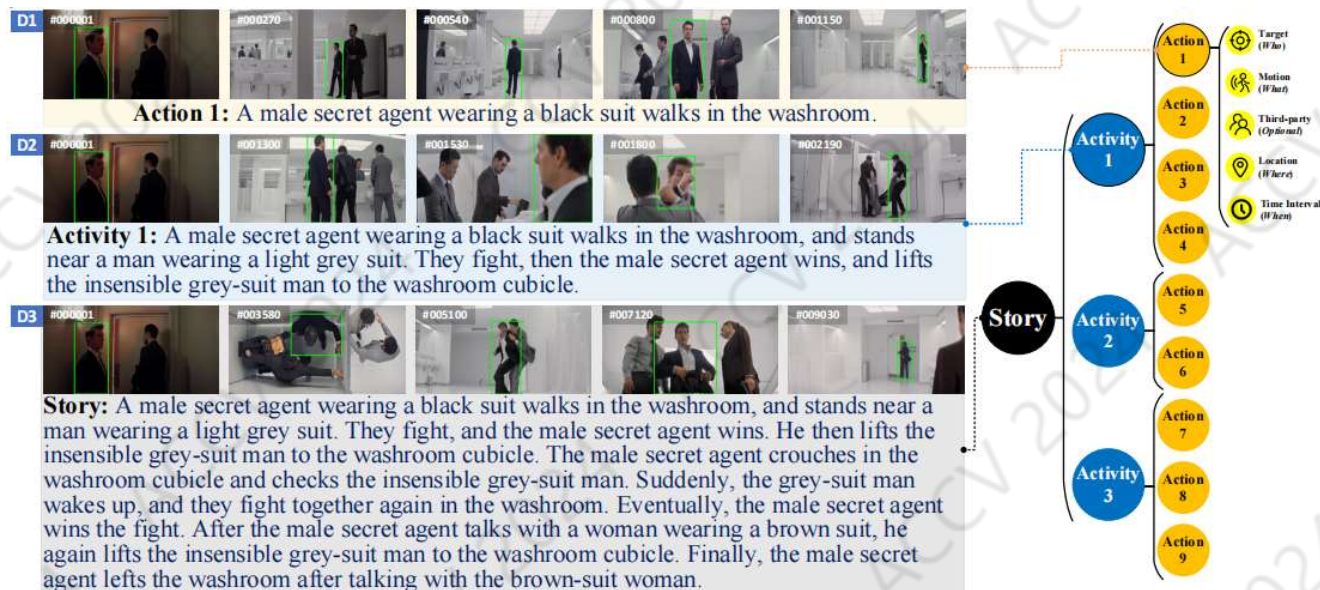 D1
#000001
#000270
#000540
#000800
#001150
Action 1: A male secret agent wearing a black suit walks in the washroom.
D2
#000001
#001300
#001530
#001800
#002190
Activity 1: A male secret agent wearing a black suit walks in the washroom, and stands
near a man wearing a light grey suit. They fight, then the male secret agent wins, and lifts
the insensible grey-suit man to the washroom cubicle.
D3
#000001
#003580
#005100
#007120
#009030
Story: A male secret agent wearing a black suit walks in the washroom, and stands near a
man wearing a light grey suit. They fight, and the male secret agent wins. He then lifts the
insensible grey-suit man to the washroom cubicle. The male secret agent crouches in the
washroom cubicle and checks the insensible grey-suit man. Suddenly, the grey-suit man
wakes up, and they fight together again in the washroom. Eventually, the male secret agent
wins the fight. After the male secret agent talks with a woman wearing a brown suit, he
again lifts the insensible grey-suit man to the washroom cubicle. Finally, the male secret
agent lefts the washroom after talking with the brown-suit woman.
Story
Activity
1
Activity
2
Activity
3
Action
1
Action
2
Action
3
Action
4
Action
5
Action
6
Action
7
Action
8
Action
9
Target
(Who)
Motion
(What)
Third-party
(Optional)
Location
(Where)
Time Interval
(When)
ACCV 2024
ACCV 2024
ACCV 2024
ACCV 2024